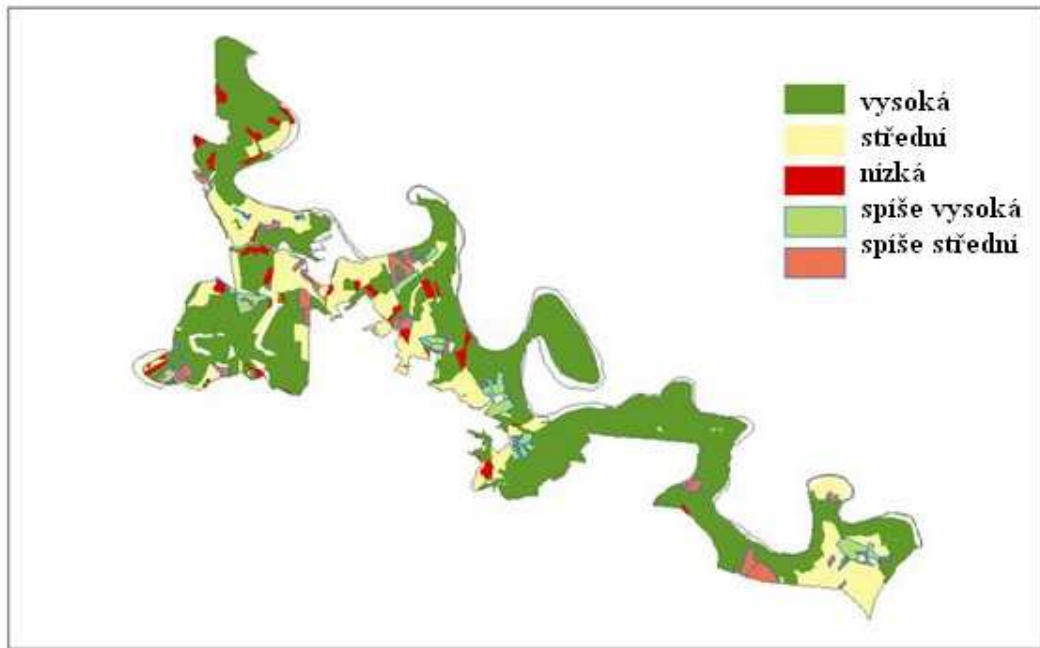 vysoká
střední
nízká
spíše vysoká
spíše střední